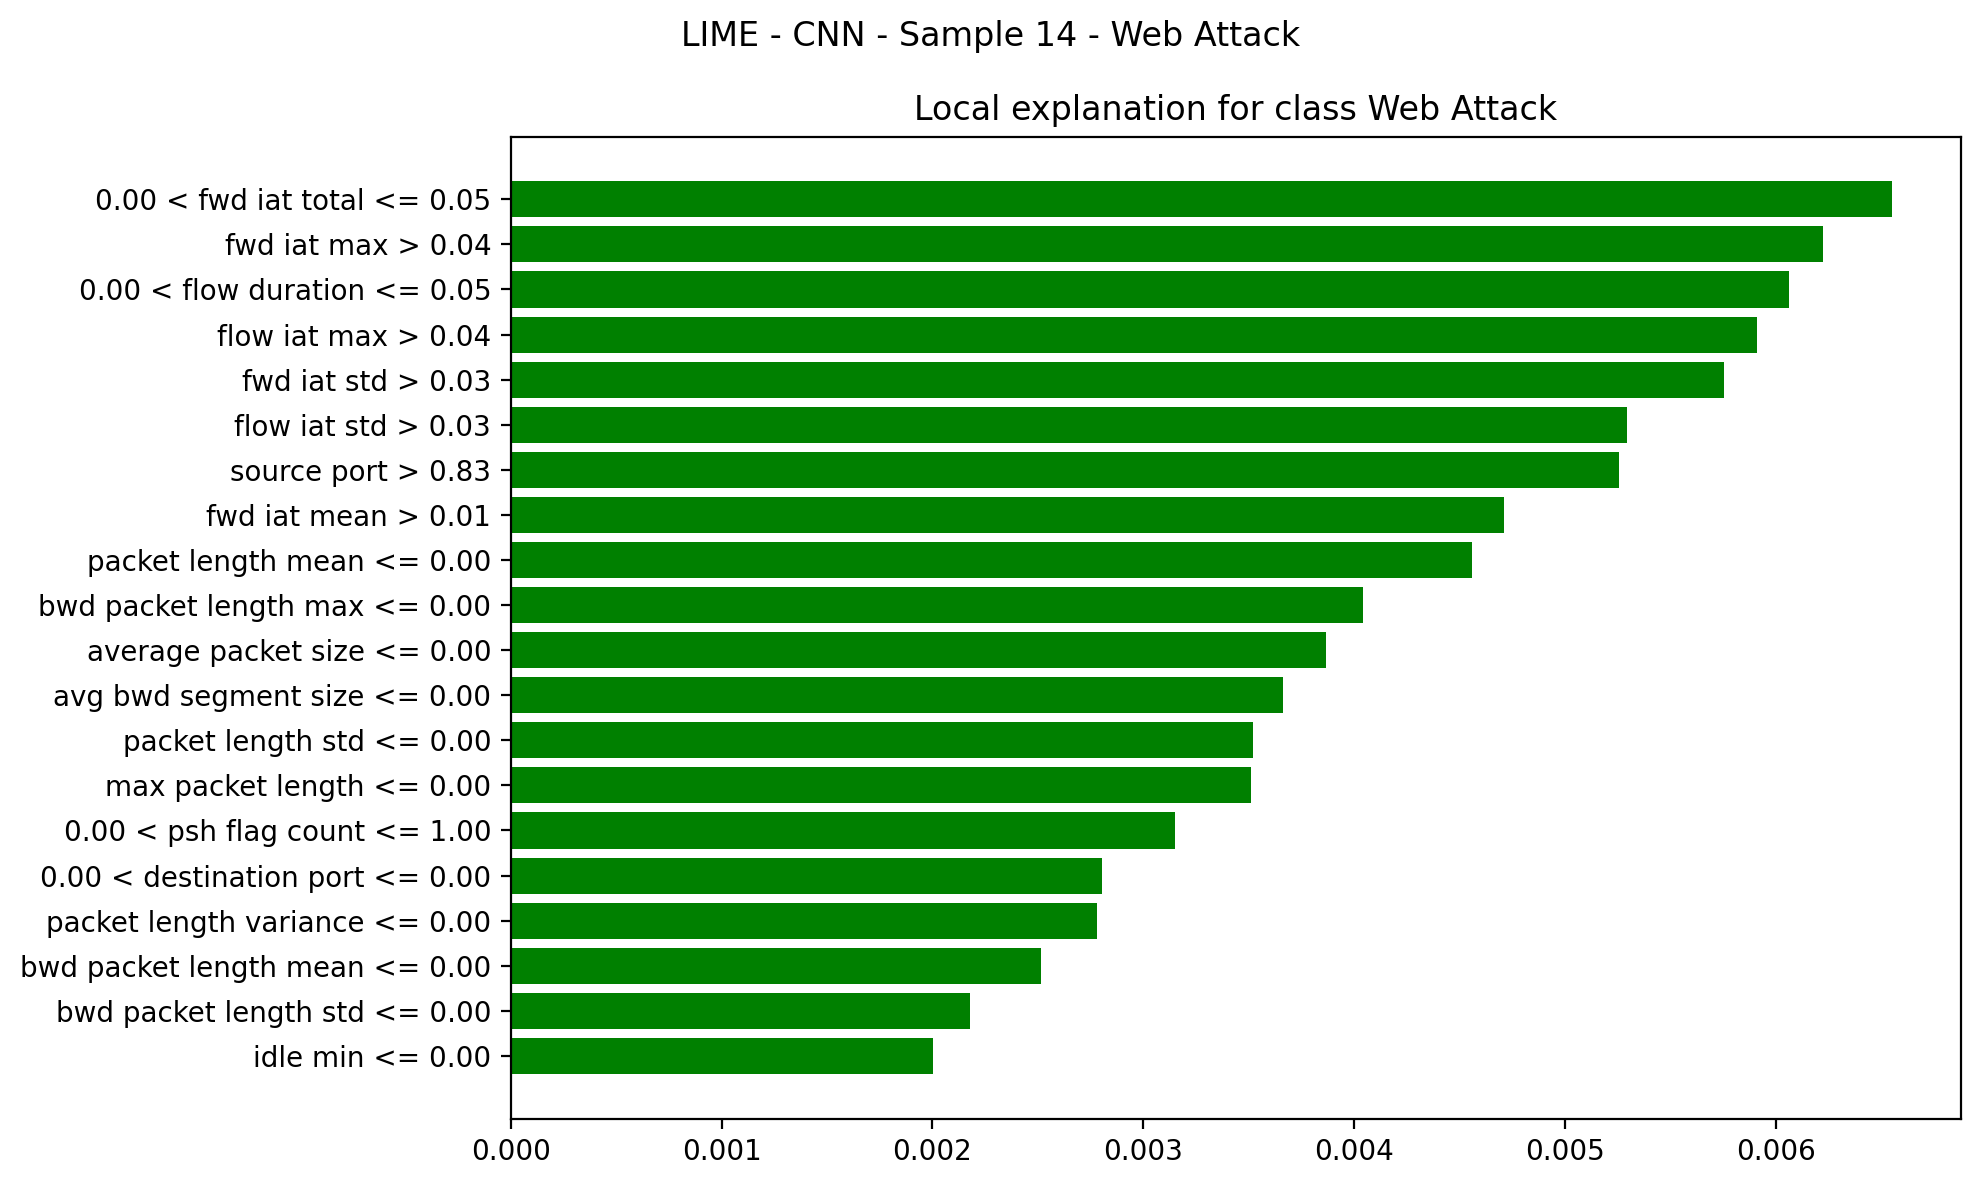 LIME - CNN - Sample 14 - Web Attack
Local explanation for class Web Attack
0.00 < fwd iat total <= 0.05
fwd iat max > 0.04
0.00 < flow duration <= 0.05
flow iat max > 0.04
fwd iat std > 0.03
flow iat std > 0.03
source port > 0.83
fwd iat mean > 0.01
packet length mean <= 0.00
bwd packet length max <= 0.00
average packet size <= 0.00
avg bwd segment size <= 0.00
packet length std <= 0.00
max packet length <= 0.00
0.00 < psh flag count <= 1.00
0.00 < destination port <= 0.00
packet length variance <= 0.00
bwd packet length mean <= 0.00
bwd packet length std <= 0.00
idle min <= 0.00
0.000 0.001 0.002 0.003 0.004 0.005 0.006